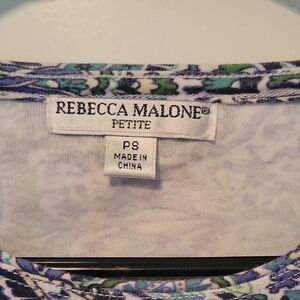 REBECCA MALONE®
PETITE
PS
MADE IN
CHINA